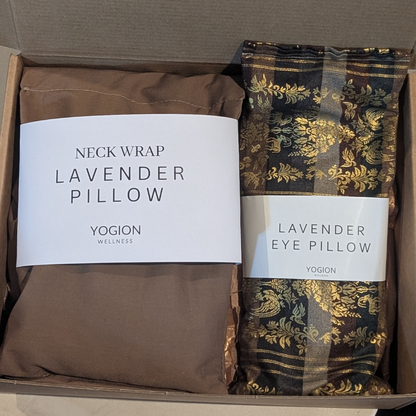 NECK WRAP
LAVENDER
PILLOW
YOGION
WELLNESS
LAVENDER
EYE PILLOW
YOGION